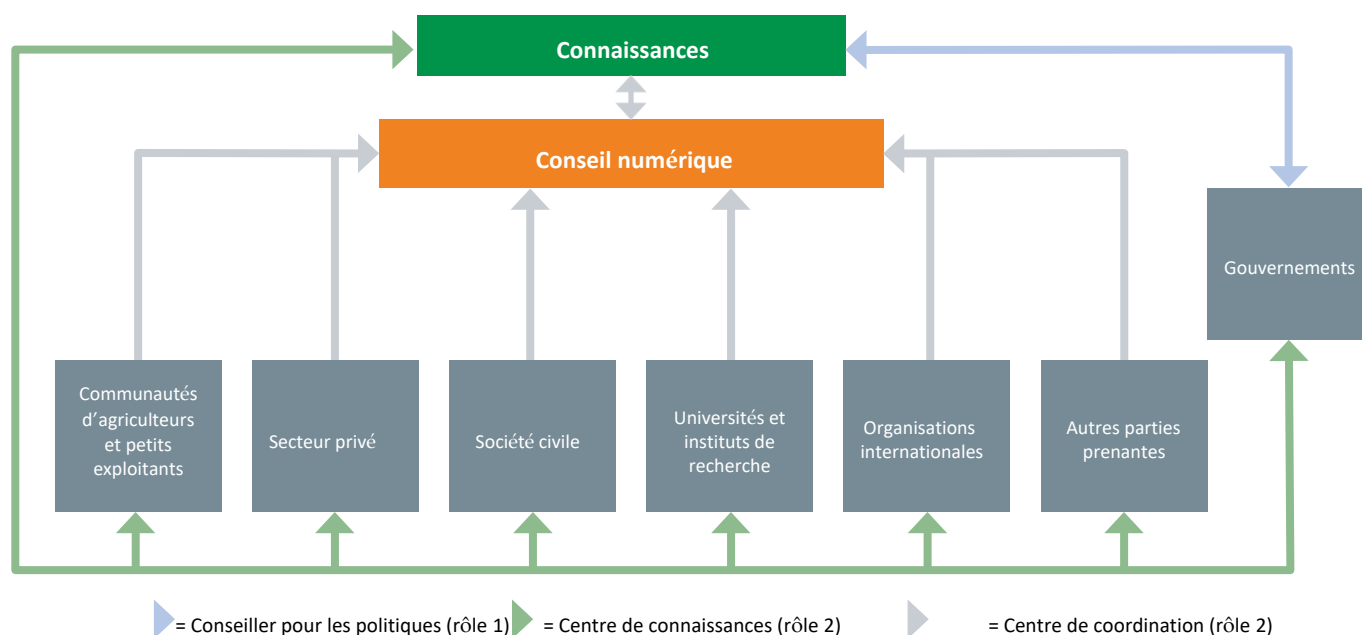 Connaissances
Conseil numérique
Gouvernements
Communautés
d'agriculteurs
et petits
exploitants
Secteur privé
Société civile
Universités et
instituts de
recherche
Organisations
internationales
Autres parties
prenantes
= Conseiller pour les politiques (rôle 1)
= Centre de connaissances (rôle 2)
= Centre de coordination (rôle 2)